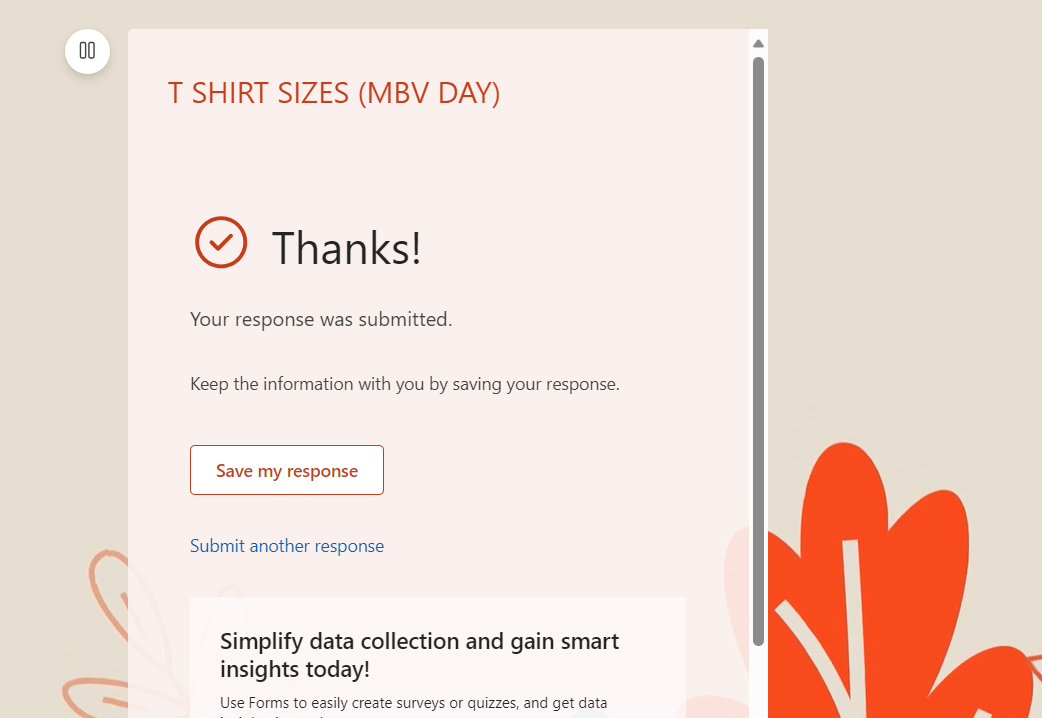 T SHIRT SIZES (MBV DAY)
Thanks!
Your response was submitted.
Keep the information with you by saving your response.
Save my response
Submit another response
Simplify data collection and gain smart
insights today!
Use Forms to easily create surveys or quizzes, and get data